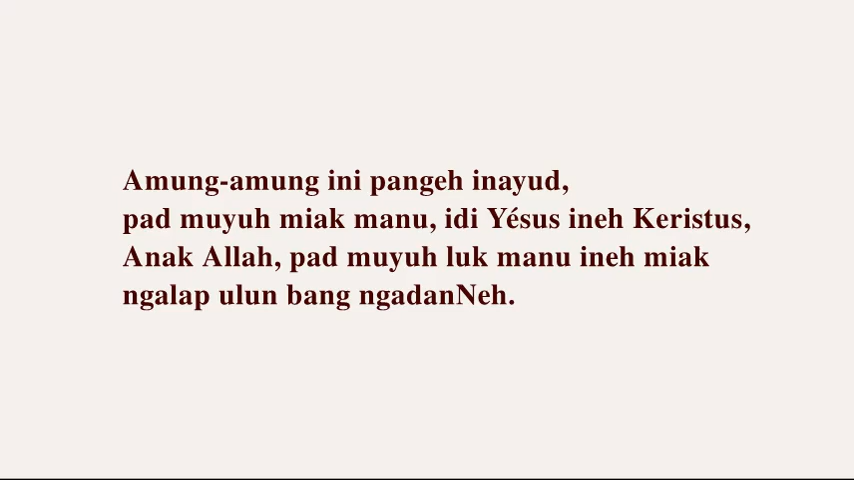 Amung-amung ini pangeh inayud,
pad muyuh miak manu, idi Yésus ineh Keristus,
Anak Allah, pad muyuh luk manu ineh miak
ngalap ulun bang ngadanNeh.